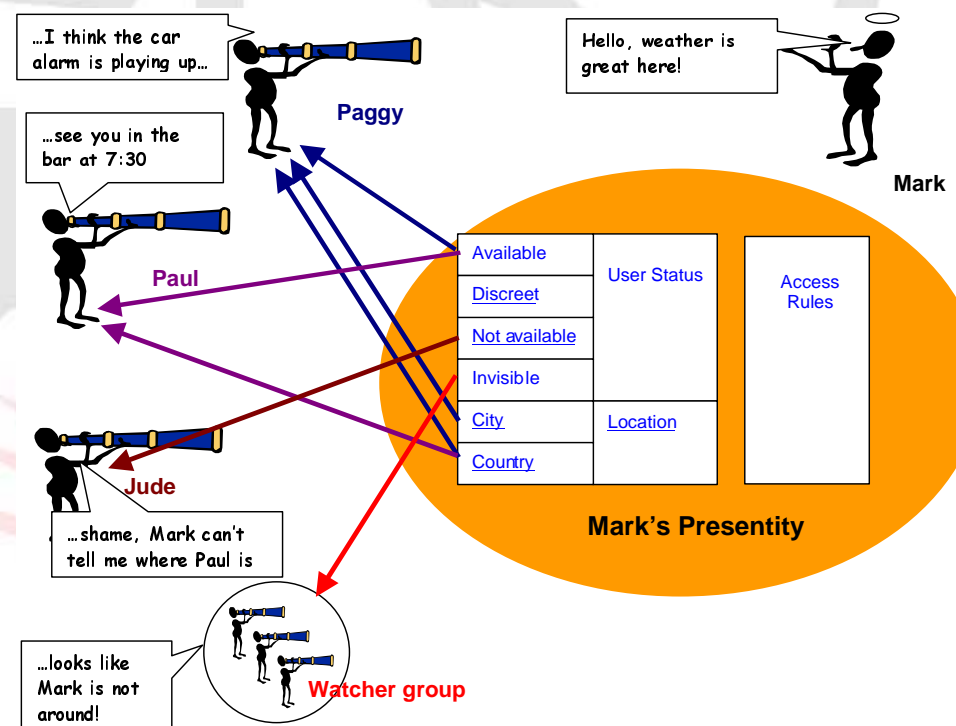 …I think the car
alarm is playing up…
Hello, weather is
great here!
Paggy
…see you in the
bar at 7:30
Mark
Paul
Available
User Status
Access
Rules
Discreet
Not available
Invisible
City
Location
Country
Jude
Mark's Presentity
…shame, Mark can't
tell me where Paul is
…looks like
Mark is not
around!
Watcher group